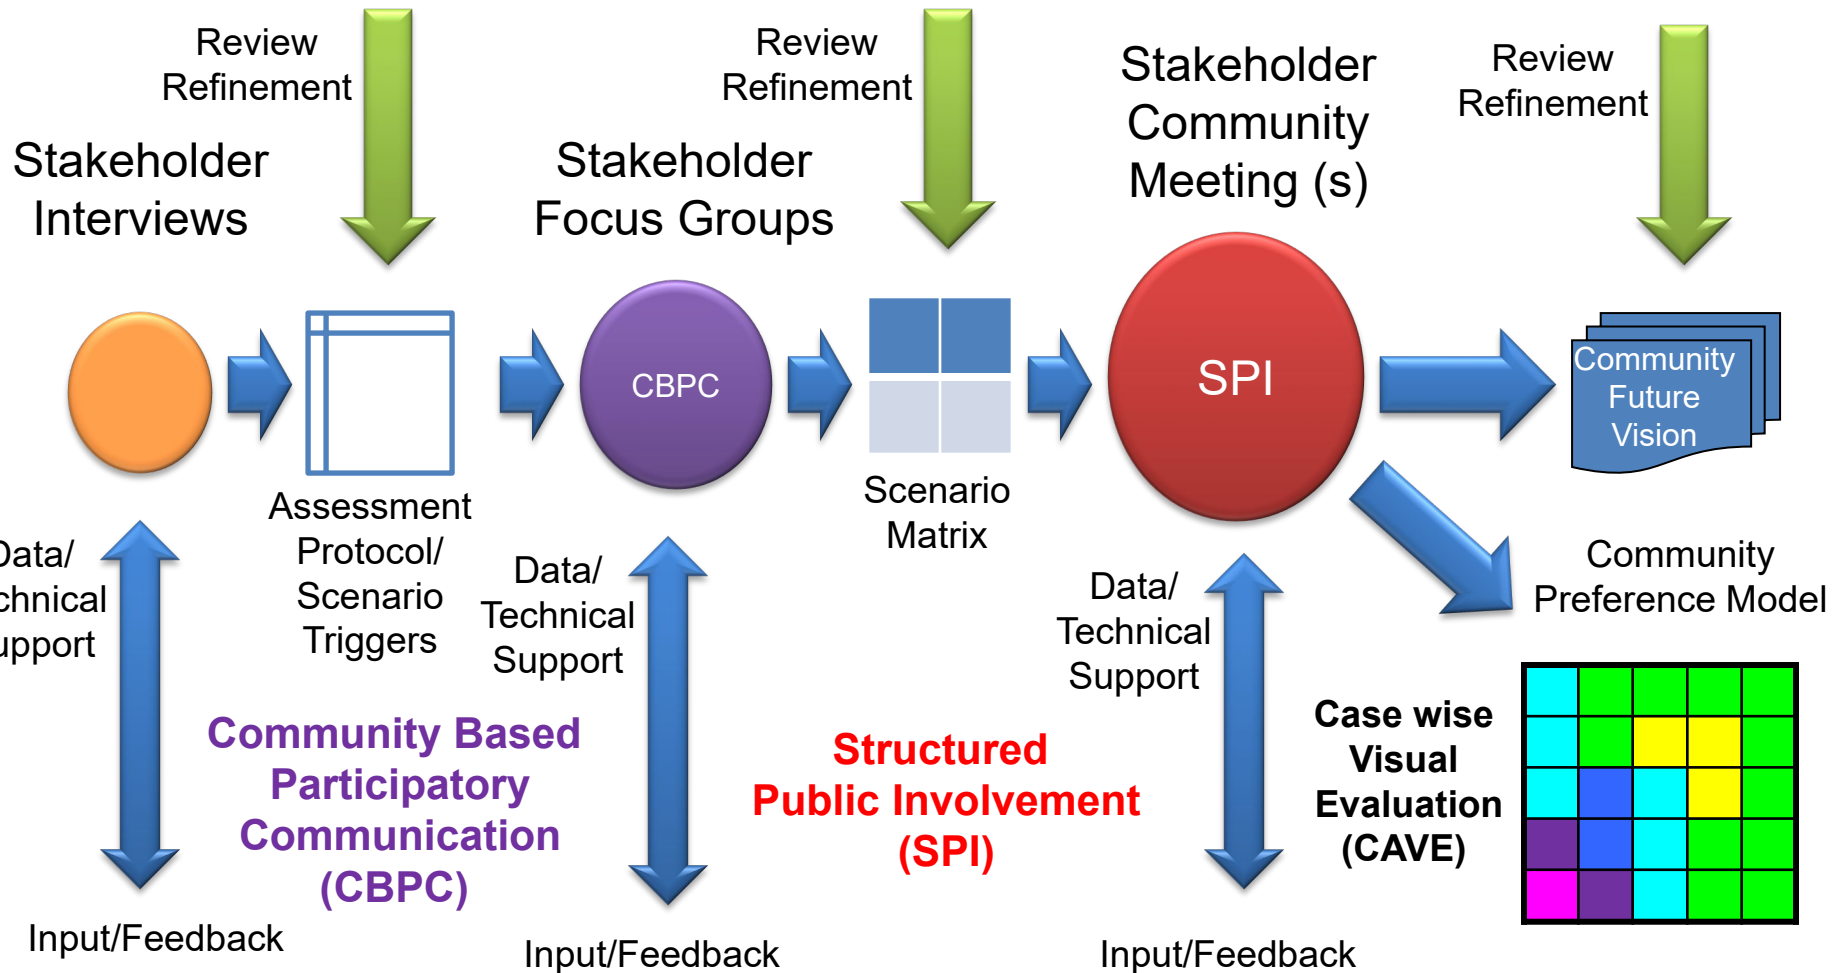 Review
Refinement
Stakeholder
Interviews
Review
Refinement
Stakeholder
Focus Groups
Stakeholder
Community
Meeting (s)
Review
Refinement
CBPC
SPI
Community
Future
Vision
Assessment
Protocol/
Scenario
Triggers
Scenario
Matrix
Data/
Technical
Support
Data/
Technical
Support
Community
Preference Model
Community Based
Participatory
Communication
(CBPC)
Structured
Public Involvement
(SPI)
Case wise
Visual
Evaluation
(CAVE)
Input/Feedback
Input/Feedback
Input/Feedback